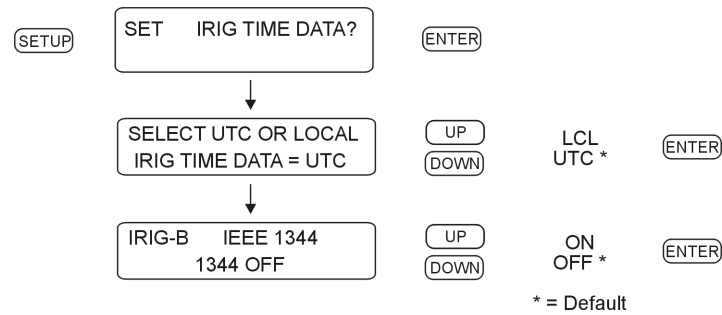 SETUP SET IRIG TIME DATA? ENTER
SELECT UTC OR LOCAL
IRIG TIME DATA = UTC
UP
DOWN
LCL
UTC *
ENTER
IRIG-B IEEE 1344
1344 OFF
UP
DOWN
ON
OFF *
ENTER
* = Default